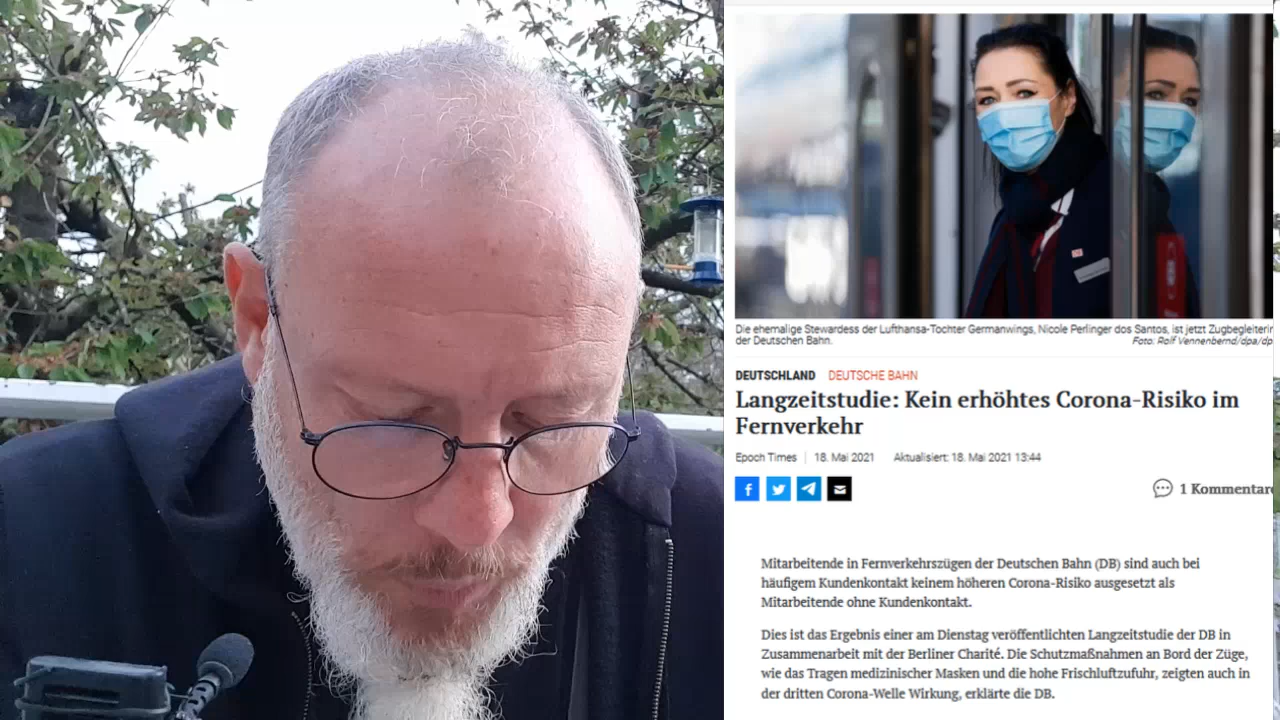 Die ehemalige Stewardess der Lufthansa-Tochter Germanwings, Nicole Perlinger dos Santos, ist jetzt Zugbegleiterin
der Deutschen Bahn.
Foto: Rolf Vennenbernd/dpa/dp
DEUTSCHLAND DEUTSCHE BAHN
Langzeitstudie: Kein erhöhtes Corona-Risiko im
Fernverkehr
Epoch Times 18. Mai 2021 Aktualisiert: 18. Mai 2021 13:44
1 Kommentare
Mitarbeitende in Fernverkehrszügen der Deutschen Bahn (DB) sind auch bei
häufigem Kundenkontakt keinem höheren Corona-Risiko ausgesetzt als
Mitarbeitende ohne Kundenkontakt.
Dies ist das Ergebnis einer am Dienstag veröffentlichten Langzeitstudie der DB in
Zusammenarbeit mit der Berliner Charité. Die Schutzmaßnahmen an Bord der Züge,
wie das Tragen medizinischer Masken und die hohe Frischluftzufuhr, zeigten auch in
der dritten Corona-Welle Wirkung, erklärte die DB.